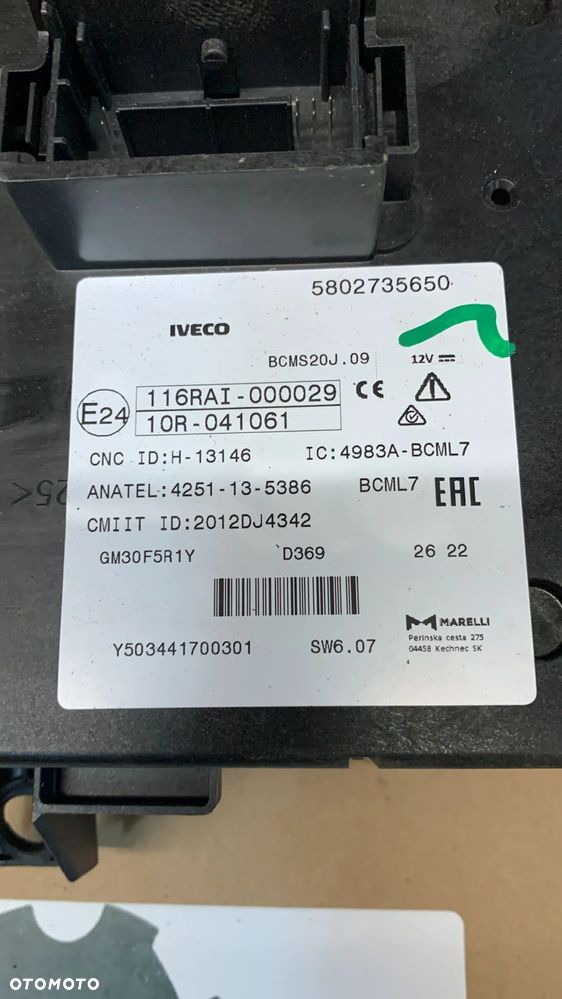 5802735650
IVECO
BCMS20J.09 12V
E24 116RAI-000029 CE
10R-041061
CNC ID:H-13146 IC:4983A-BCML7
ANATEL:4251-13-5386 BCML7 EAC
CMIIT ID:2012DJ4342
GM30F5R1Y D369 26 22
MARELLI
Perinska cesta 275
04458 Kechnec SK
Y503441700301 SW6.07
OTOMOTO